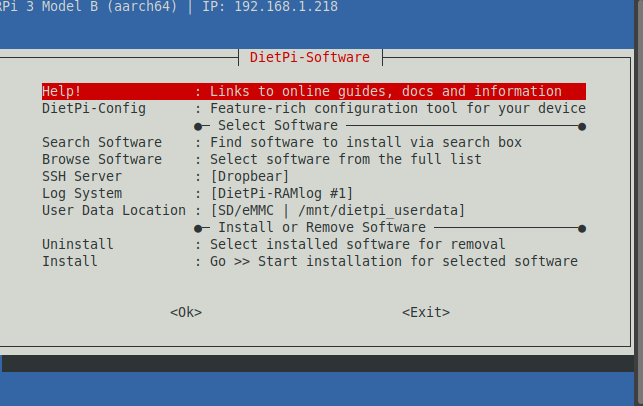 RPi 3 Model B (aarch64) | IP: 192.168.1.218
DietPi-Software
Help! : Links to online guides, docs and information
DietPi-Config : Feature-rich configuration tool for your device
●─ Select Software ─●
Search Software : Find software to install via search box
Browse Software : Select software from the full list
SSH Server : [Dropbear]
Log System : [DietPi-RAMlog #1]
User Data Location : [SD/eMMC | /mnt/dietpi_userdata]
●─ Install or Remove Software ─●
Uninstall : Select installed software for removal
Install : Go >> Start installation for selected software
<Ok> <Exit>